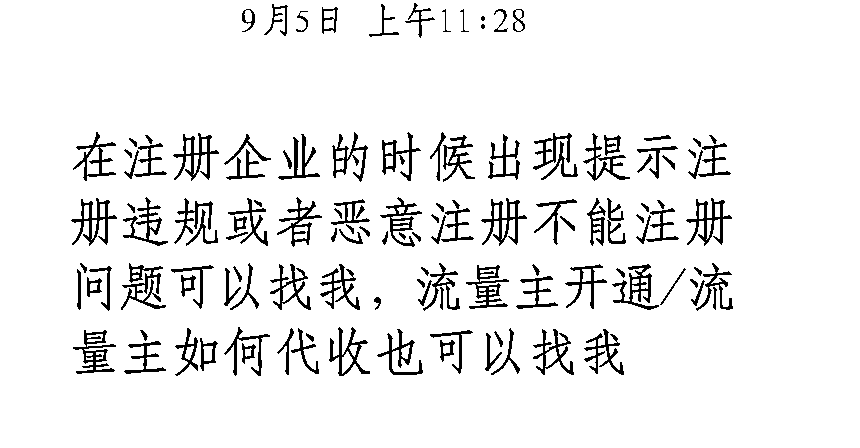 9月5日 上午11:28
在注册企业的时候出现提示注
册违规或者恶意注册不能注册
问题可以找我，流量主开通/流
量主如何代收也可以找我